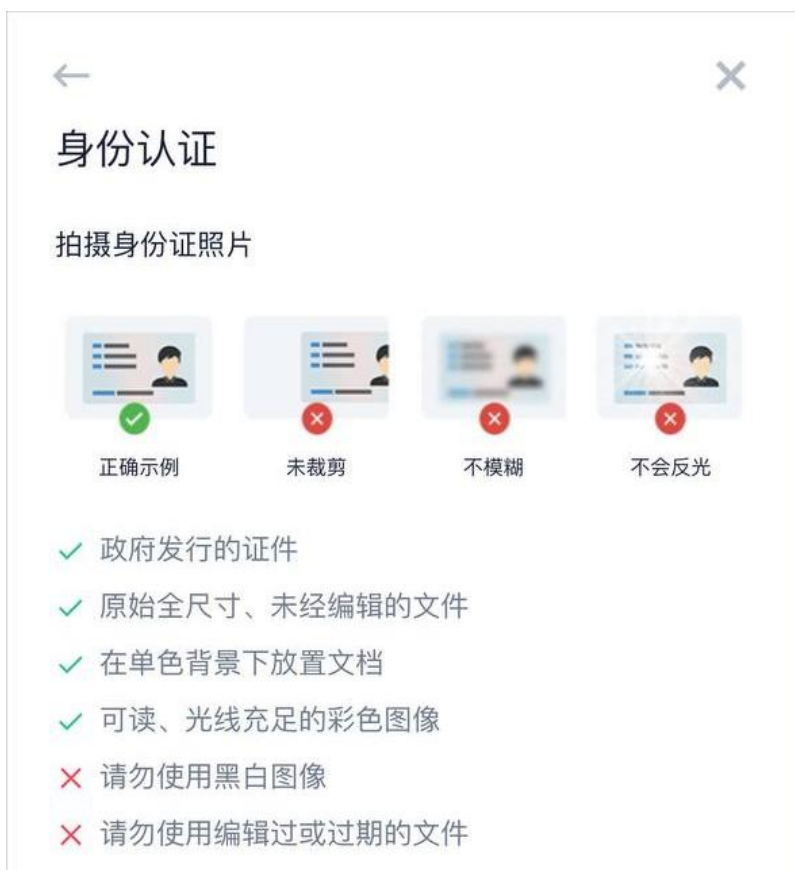 身份认证
拍摄身份证照片
正确示例 未裁剪 不模糊 不会反光
政府发行的证件
原始全尺寸、未经编辑的文件
在单色背景下放置文档
可读、光线充足的彩色图像
请勿使用黑白图像
请勿使用编辑过或过期的文件